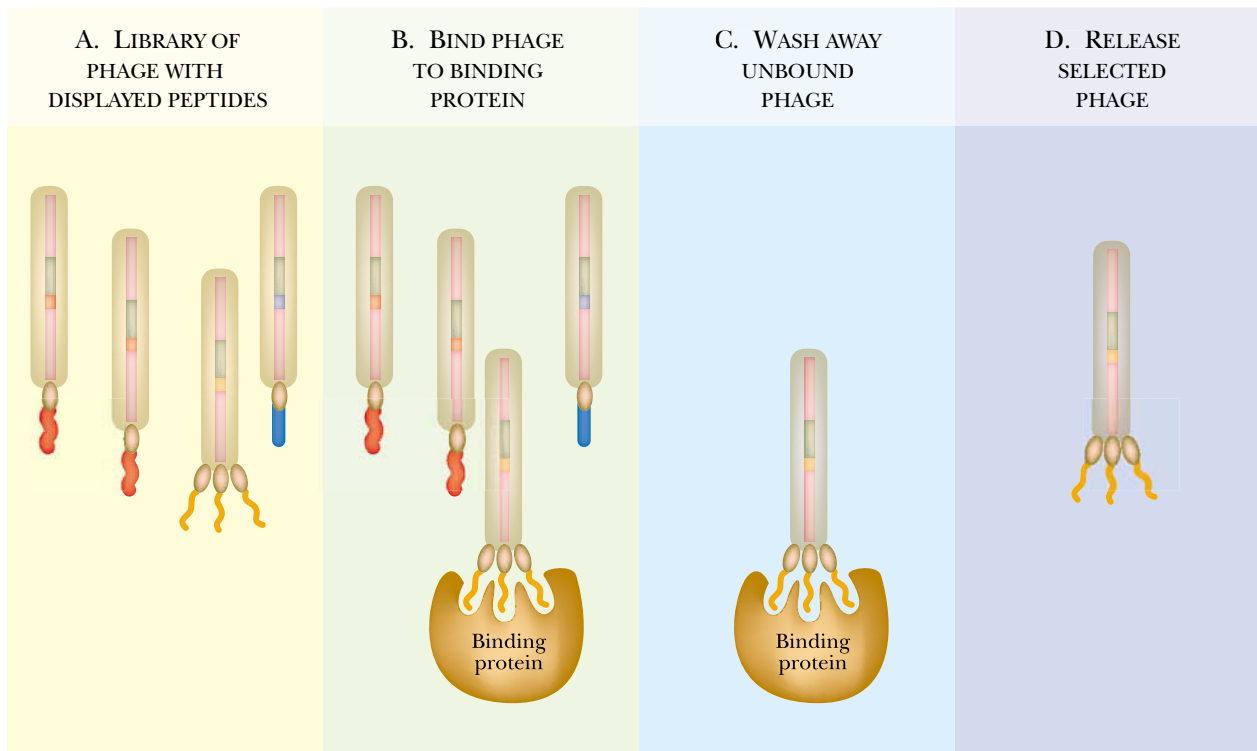 A. LIBRARY OF
PHAGE WITH
DISPLAYED PEPTIDES
B. BIND PHAGE
TO BINDING
PROTEIN
C. WASH AWAY
UNBOUND
PHAGE
D. RELEASE
SELECTED
PHAGE
Binding
protein
Binding
protein